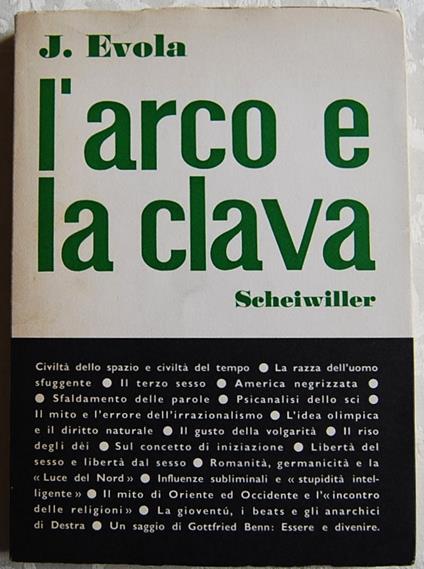 J. Evola
l'arco e
la clava
Scheiwiller
Civiltà dello spazio e civiltà del tempo ● La razza dell'uomo
sfuggente ● Il terzo sesso ● America negrizzata ●
● Sfaldamento delle parole ● Psicanalisi dello sci ●
Il mito e l'errore dell'irrazionalismo ● L'idea olimpica
e il diritto naturale ● Il gusto della volgarità ● Il riso
degli dèi ● Sul concetto di iniziazione ● Libertà del
sesso e libertà dal sesso ● Romanità, germanicità e la
« Luce del Nord » ● Influenze subliminali e « stupidità intel-
ligente » ● Il mito di Oriente ed Occidente e l'« incontro
delle religioni » ● La gioventù, i beats e gli anarchici
di Destra ● Un saggio di Gottfried Benn: Essere e divenire.